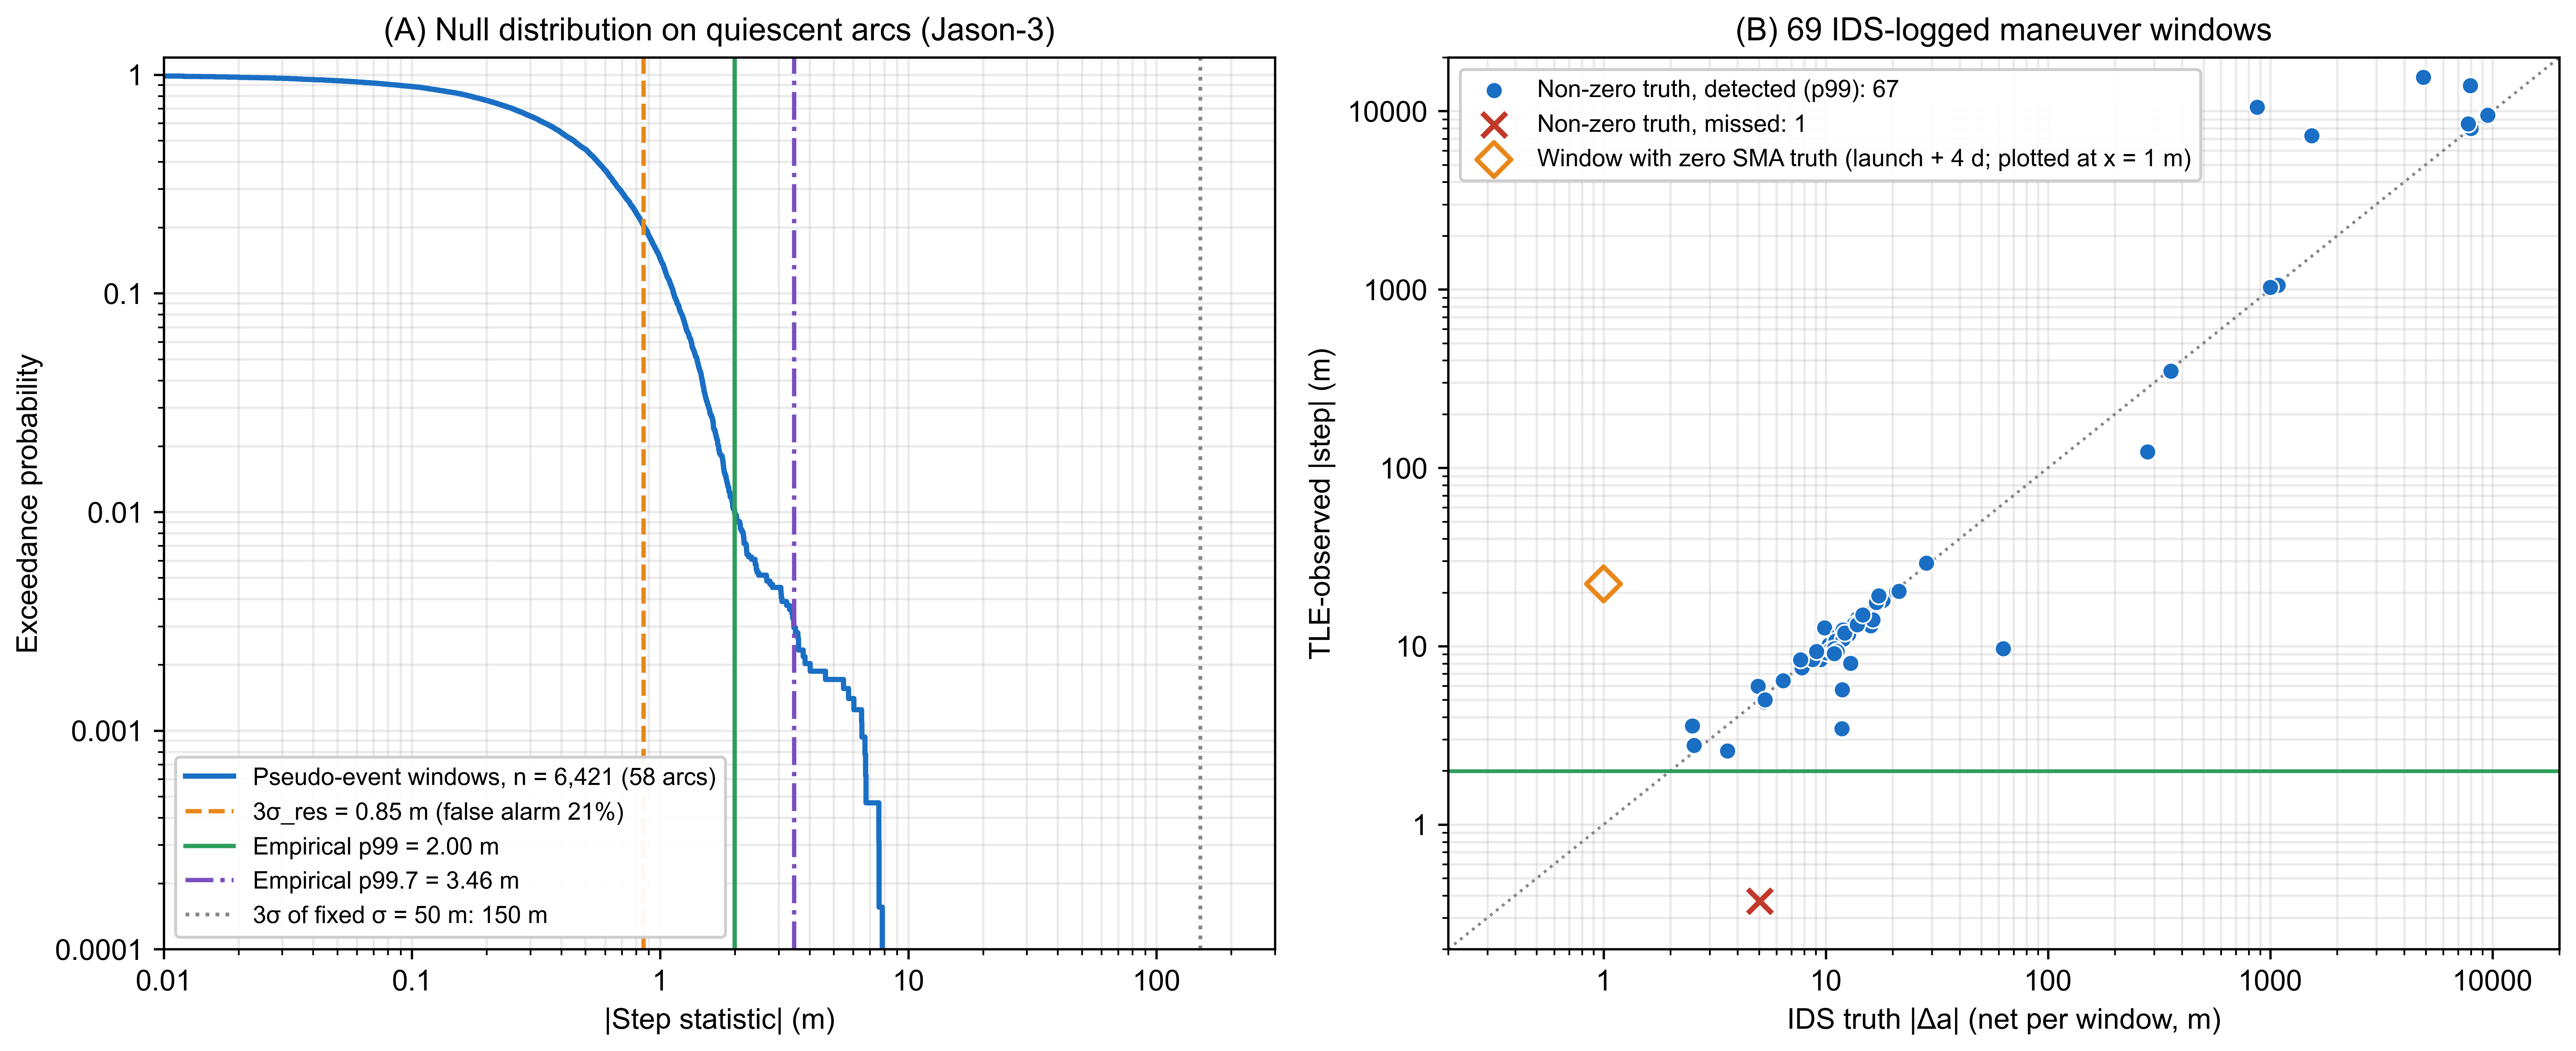 (A) Null distribution on quiescent arcs (Jason-3)
Exceedance probability
1
0.1
0.01
0.001
0.0001
Pseudo-event windows, n = 6,421 (58 arcs)
3σ_res = 0.85 m (false alarm 21%)
Empirical p99 = 2.00 m
Empirical p99.7 = 3.46 m
3σ of fixed σ = 50 m: 150 m
0.01
0.1
1
10
100
|Step statistic| (m)
(B) 69 IDS-logged maneuver windows
TLE-observed |step| (m)
10000
1000
100
10
1
Non-zero truth, detected (p99): 67
Non-zero truth, missed: 1
Window with zero SMA truth (launch + 4 d; plotted at x = 1 m)
1
10
100
1000
10000
IDS truth |Δa| (net per window, m)